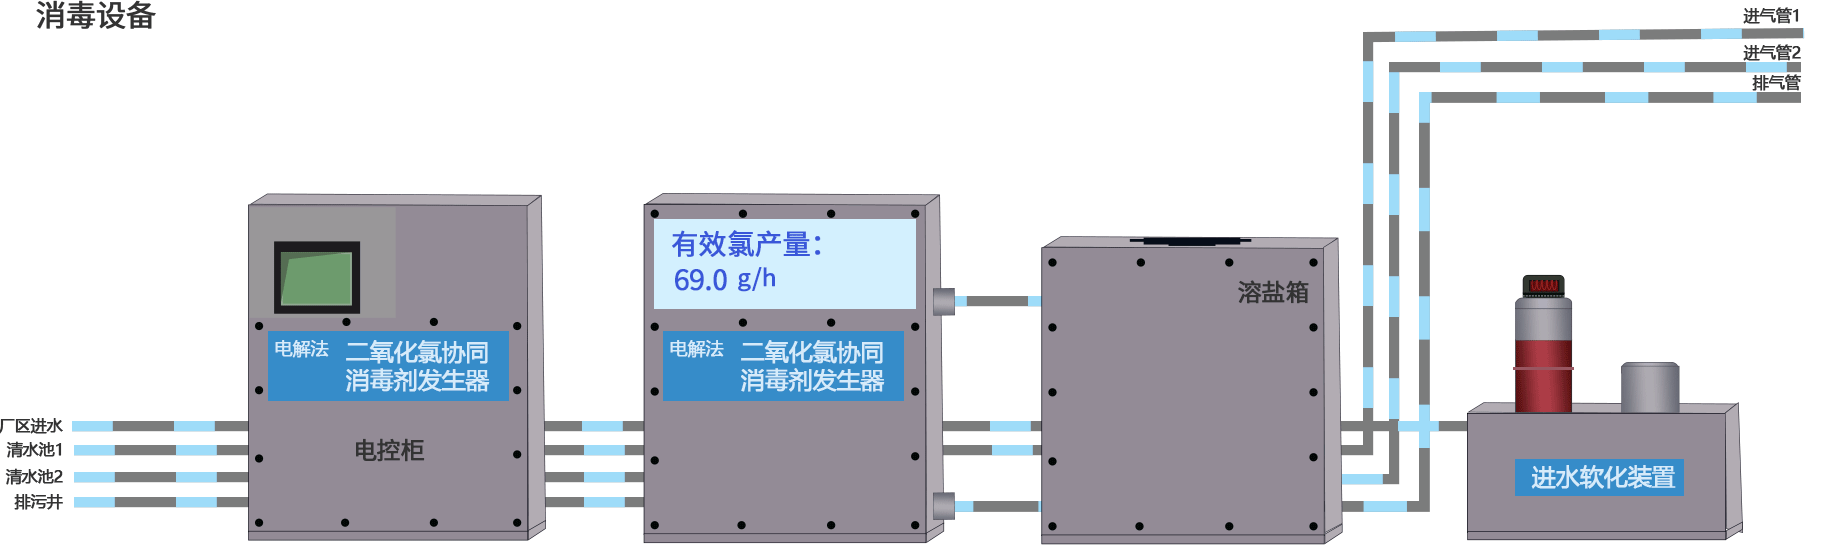 消毒设备
进气管1
进气管2
排气管
有效氯产量：
69.0 g/h
溶盐箱
电解法 二氧化氯协同
消毒剂发生器
电解法 二氧化氯协同
消毒剂发生器
厂区进水
清水池1
清水池2
排污井
电控柜
进水软化装置